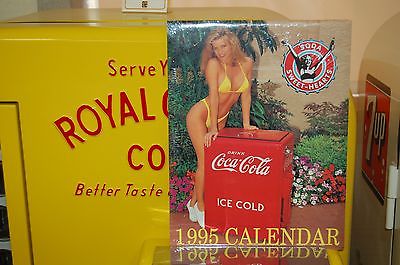 Serve Y
ROYAL
CO
Better Taste
SODA
SWEET-HEARTS
DRINK
Coca-Cola
ICE COLD
1995 CALENDAR
7up